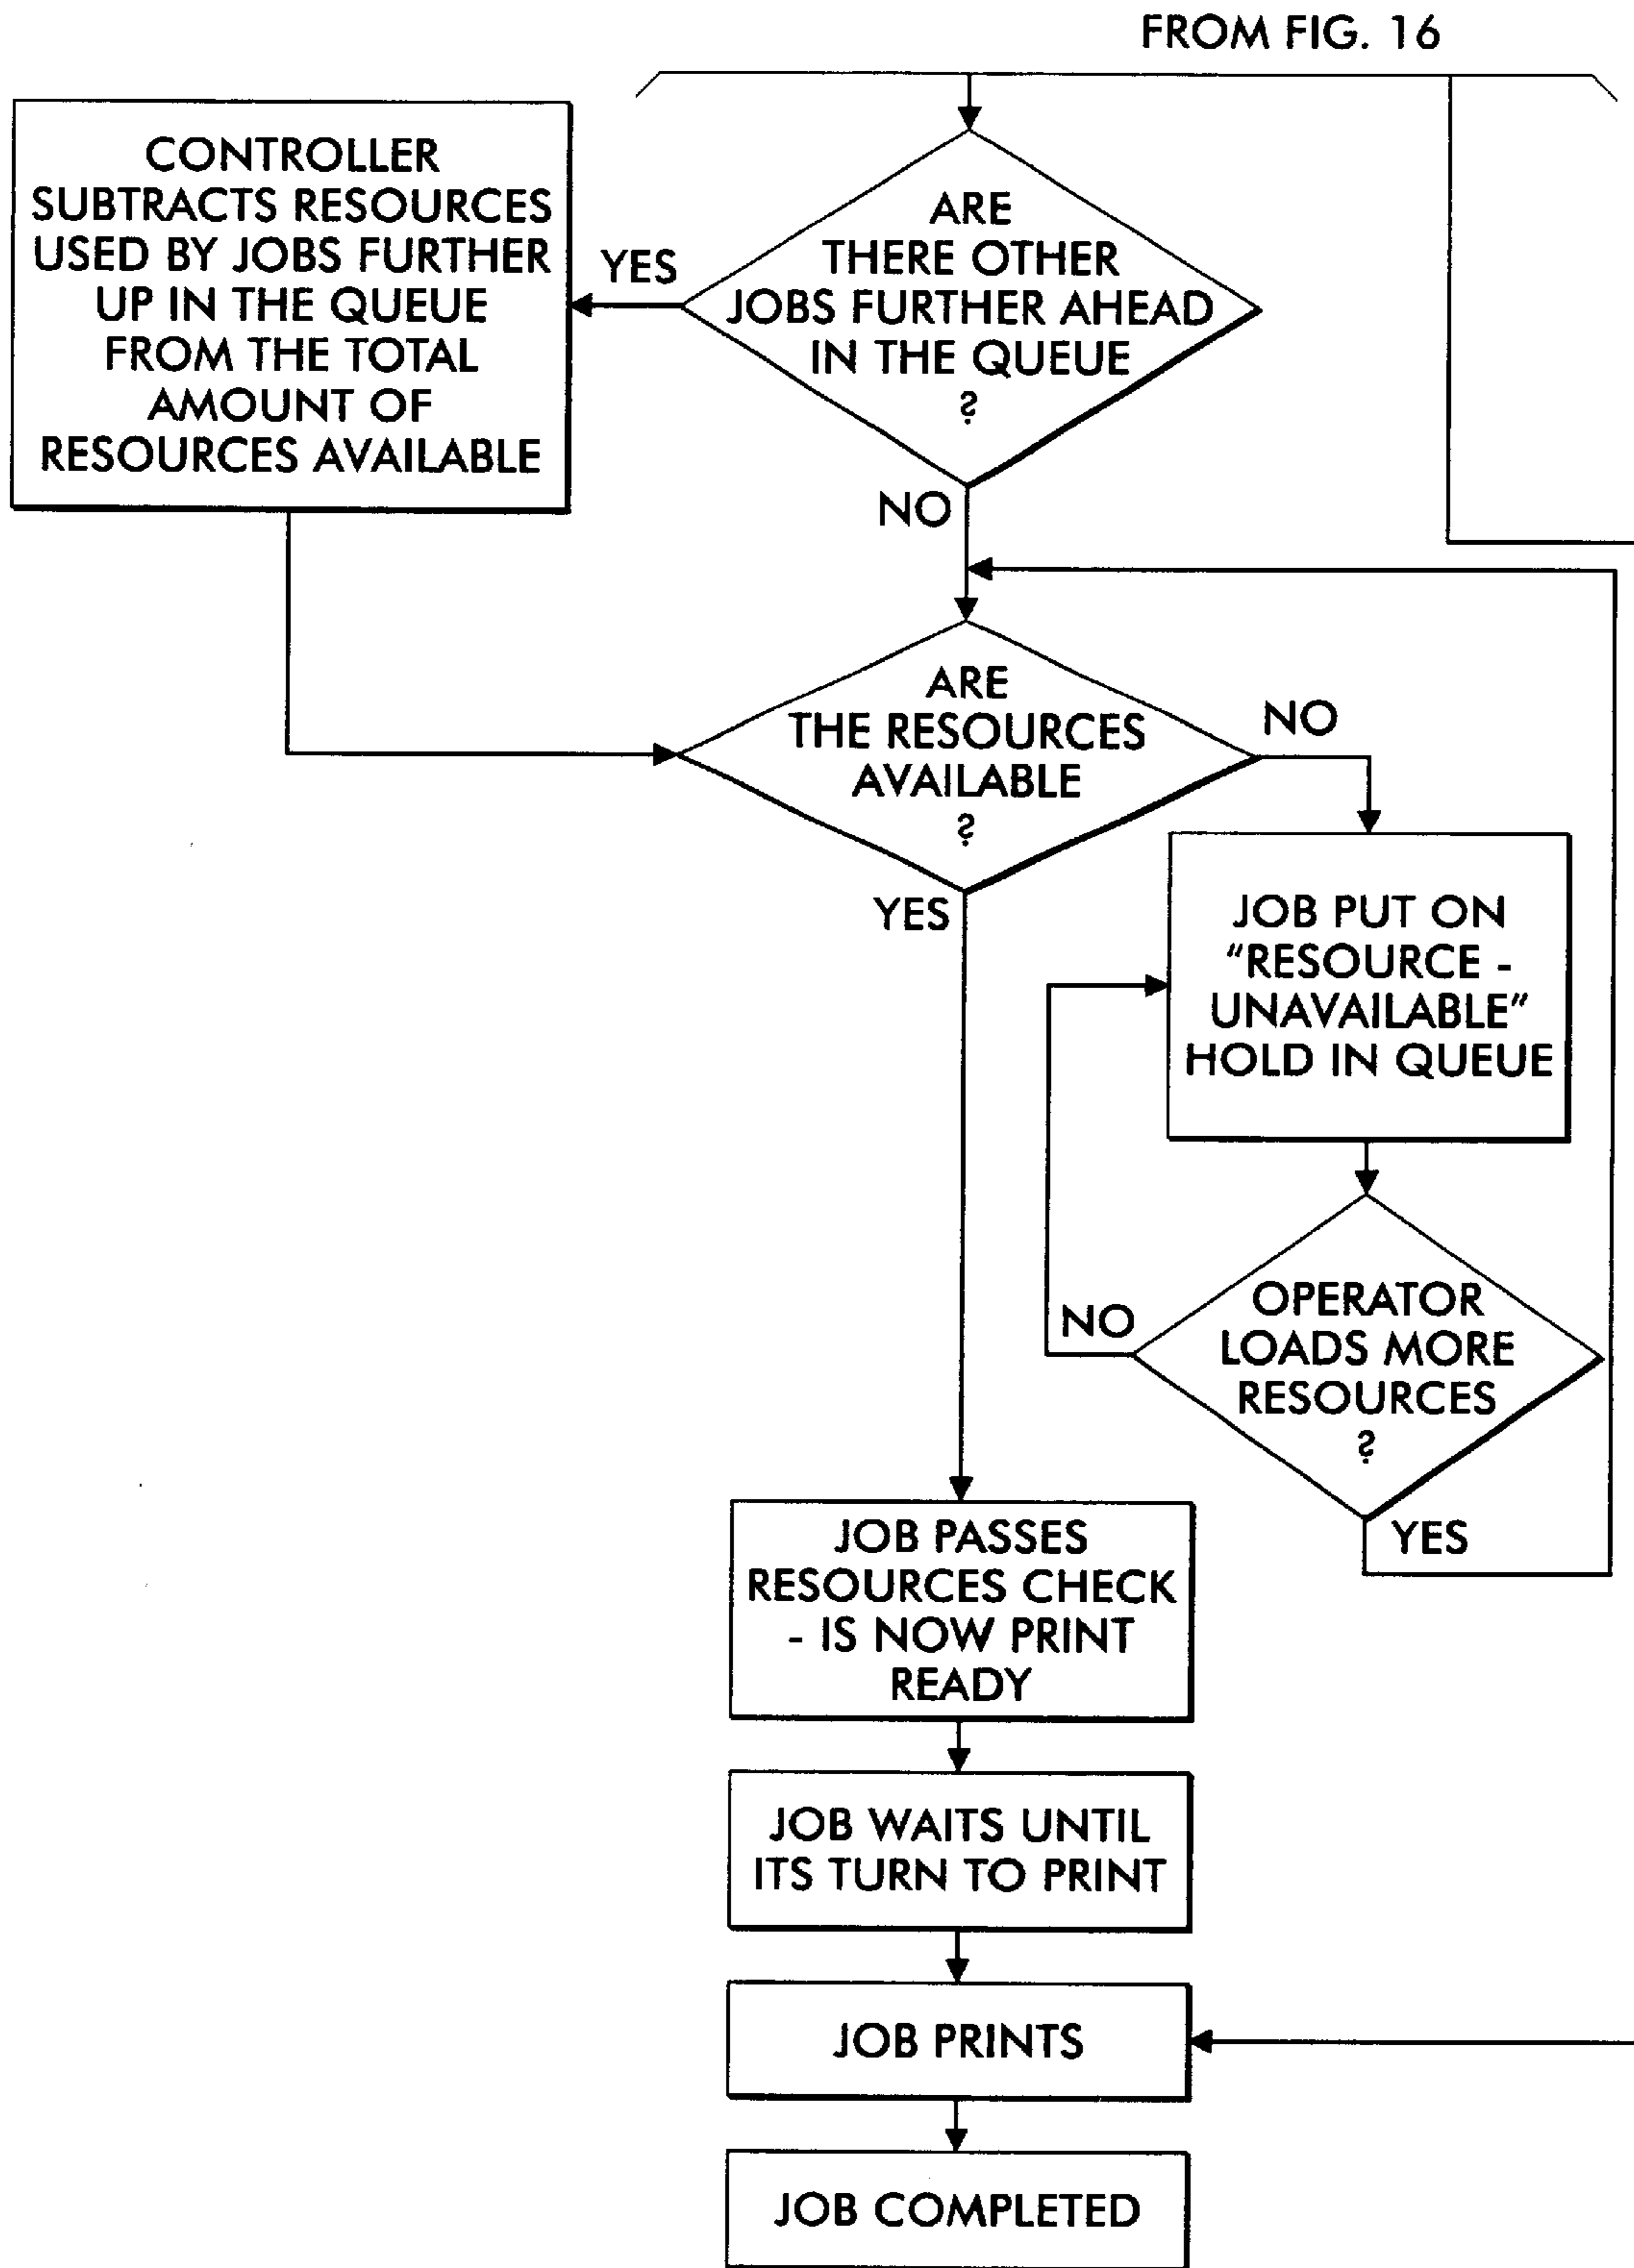 FROM FIG. 16
CONTROLLER
SUBTRACTS RESOURCES
USED BY JOBS FURTHER
UP IN THE QUEUE
FROM THE TOTAL
AMOUNT OF
RESOURCES AVAILABLE
YES
ARE
THERE OTHER
JOBS FURTHER AHEAD
IN THE QUEUE
?
NO
ARE
THE RESOURCES
AVAILABLE
?
NO
YES
JOB PUT ON
"RESOURCE -
UNAVAILABLE"
HOLD IN QUEUE
NO
OPERATOR
LOADS MORE
RESOURCES
?
YES
JOB PASSES
RESOURCES CHECK
- IS NOW PRINT
READY
JOB WAITS UNTIL
ITS TURN TO PRINT
JOB PRINTS
JOB COMPLETED